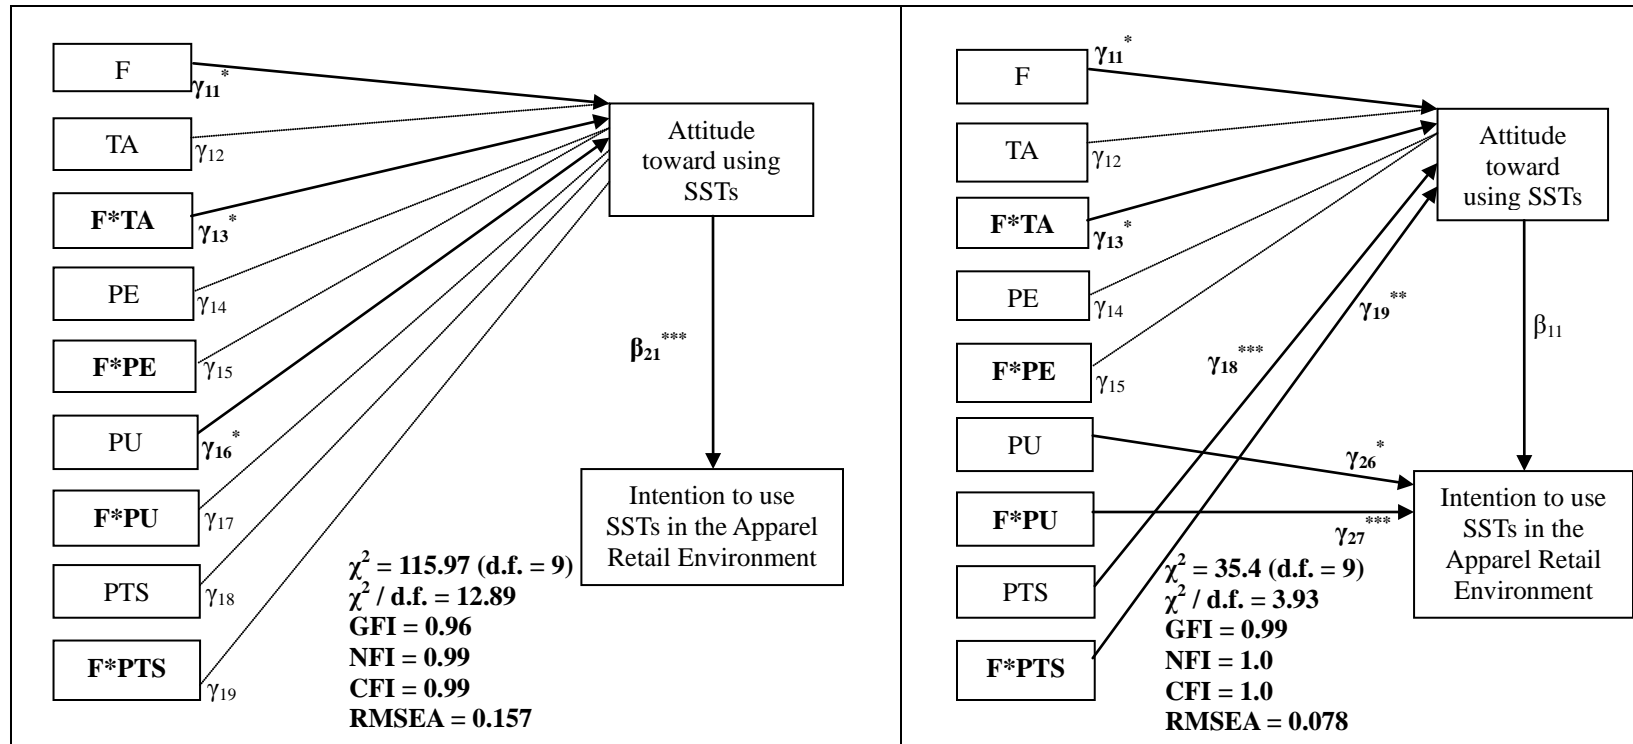 F
γ11*
TA
γ12
F*TA
γ13*
PE
γ14
F*PE
γ15
PU
γ16*
F*PU
γ17
PTS
γ18
F*PTS
γ19
Attitude
toward using
SSTs
β21***
Intention to use
SSTs in the Apparel
Retail Environment
χ² = 115.97 (d.f. = 9)
χ² / d.f. = 12.89
GFI = 0.96
NFI = 0.99
CFI = 0.99
RMSEA = 0.157
F
γ11*
TA
γ12
F*TA
γ13*
PE
γ14
F*PE
γ15
PU
γ26*
F*PU
γ27***
PTS
γ18***
F*PTS
γ19**
Attitude
toward
using SSTs
β11
Intention to use
SSTs in the
Apparel Retail
Environment
χ² = 35.4 (d.f. = 9)
χ² / d.f. = 3.93
GFI = 0.99
NFI = 1.0
CFI = 1.0
RMSEA = 0.078